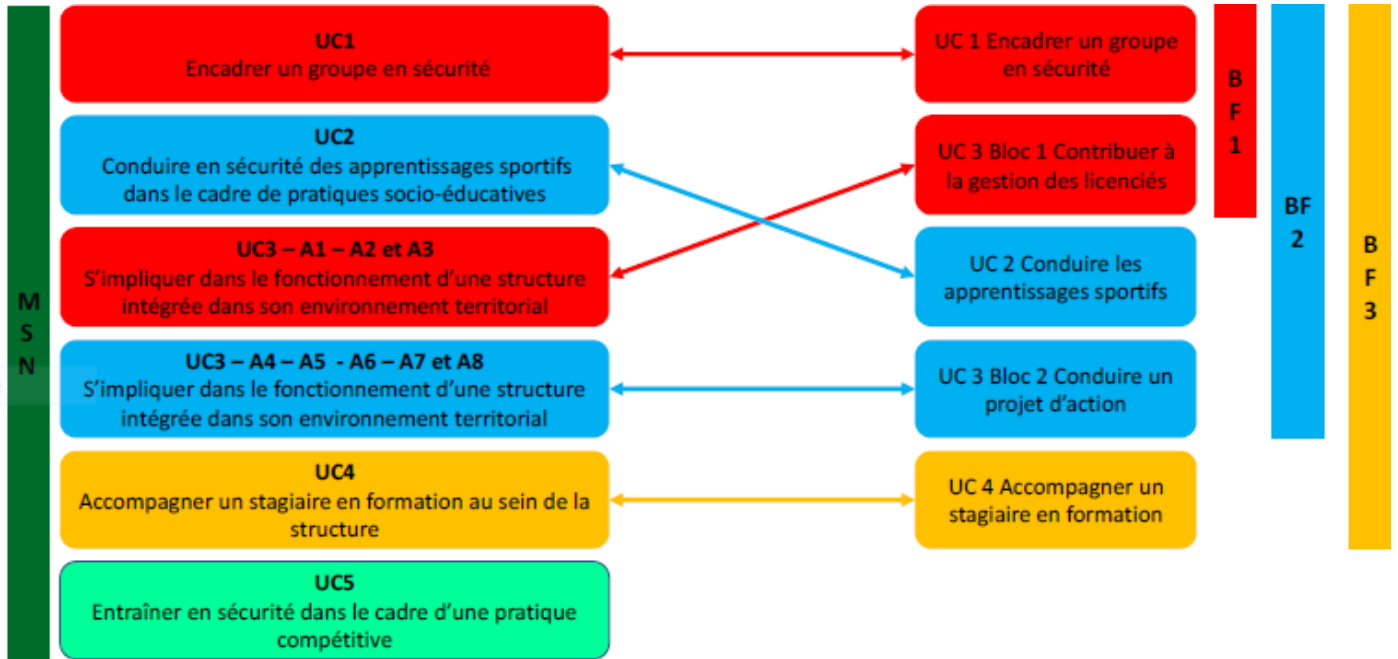 M
S
N
UC1
Encadrer un groupe en sécurité
UC2
Conduire en sécurité des apprentissages sportifs
dans le cadre de pratiques socio-éducatives
UC3 – A1 – A2 et A3
S’impliquer dans le fonctionnement d’une structure
intégrée dans son environnement territorial
UC3 – A4 – A5 - A6 – A7 et A8
S’impliquer dans le fonctionnement d’une structure
intégrée dans son environnement territorial
UC4
Accompagner un stagiaire en formation au sein de la
structure
UC5
Entraîner en sécurité dans le cadre d’une pratique
compétitive
UC 1 Encadrer un groupe
en sécurité
UC 3 Bloc 1 Contribuer à
la gestion des licenciés
UC 2 Conduire les
apprentissages sportifs
UC 3 Bloc 2 Conduire un
projet d’action
UC 4 Accompagner un
stagiaire en formation
B
F
1
BF
2
B
F
3